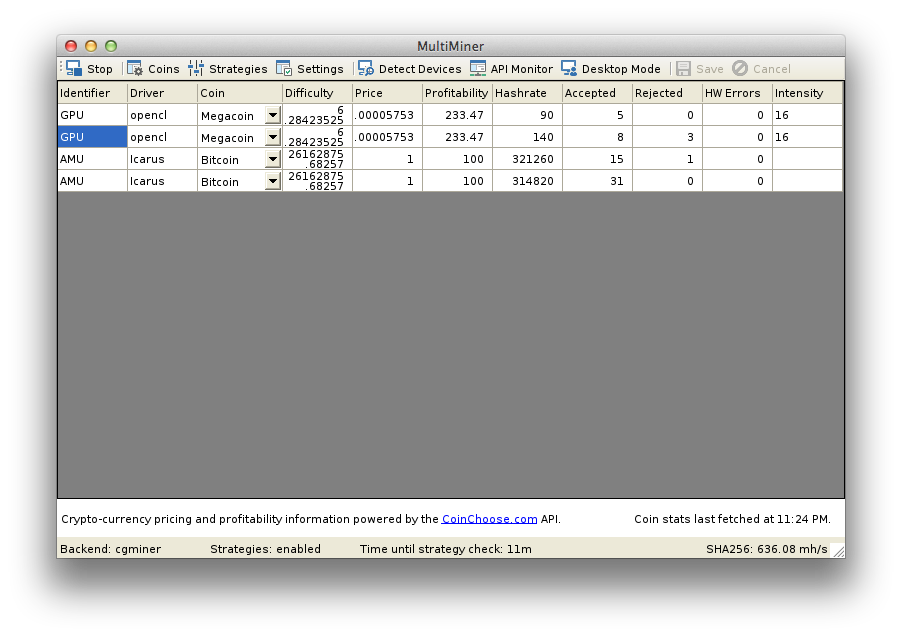 MultiMiner
Stop Coins Strategies Settings Detect Devices API Monitor Desktop Mode Save Cancel
Identifier Driver Coin Difficulty Price Profitability Hashrate Accepted Rejected HW Errors Intensity
GPU opencl Megacoin 6.28423525 .00005753 233.47 90 5 0 0 16
GPU opencl Megacoin 6.28423525 .00005753 233.47 140 8 3 0 16
AMU Icarus Bitcoin 26162875.68257 1 100 321260 15 1 0
AMU Icarus Bitcoin 26162875.68257 1 100 314820 31 0 0
Crypto-currency pricing and profitability information powered by the CoinChoose.com API. Coin stats last fetched at 11:24 PM.
Backend: cgminer Strategies: enabled Time until strategy check: 11m SHA256: 636.08 mh/s